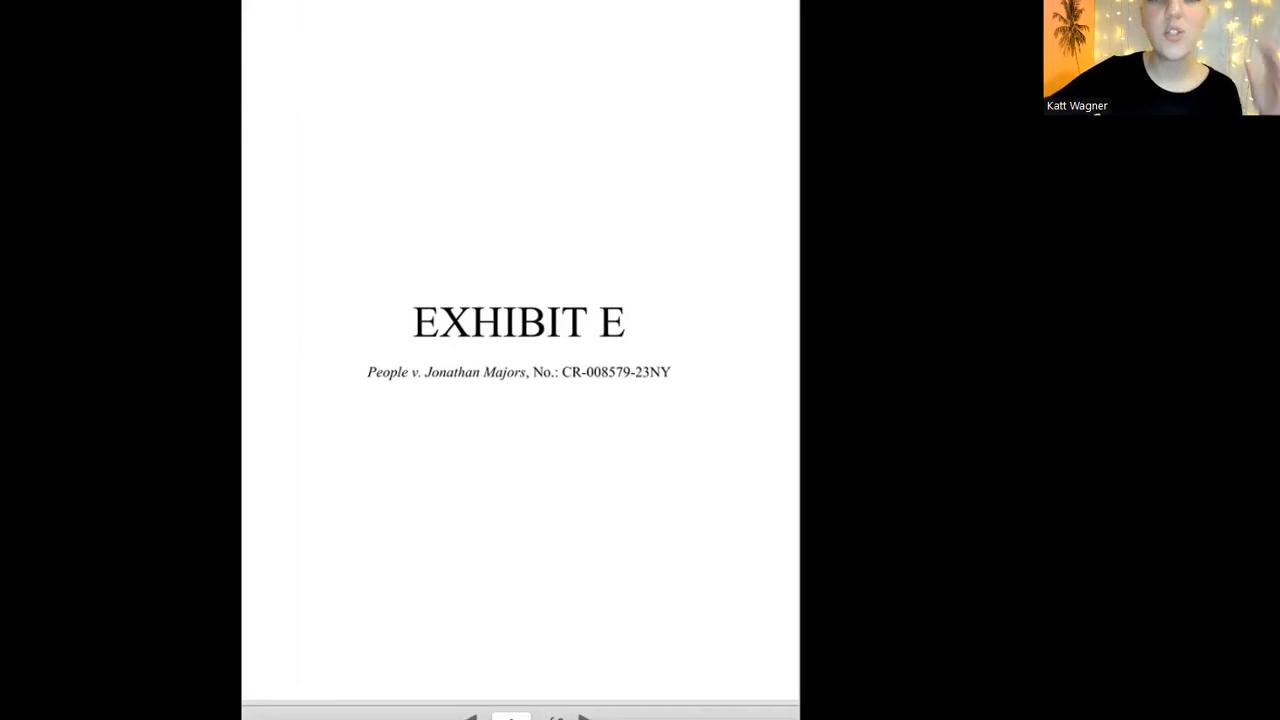 EXHIBIT E
People v. Jonathan Majors, No.: CR-008579-23NY
Katt Wagner